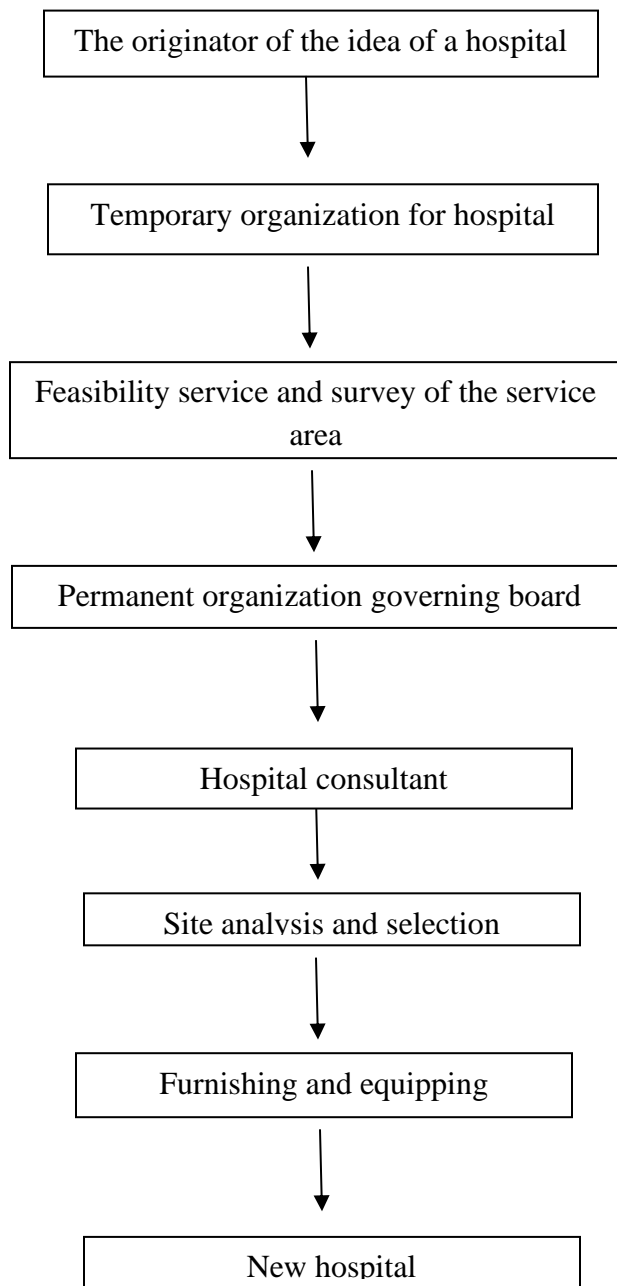 The originator of the idea of a hospital
Temporary organization for hospital
Feasibility service and survey of the service
area
Permanent organization governing board
Hospital consultant
Site analysis and selection
Furnishing and equipping
New hospital